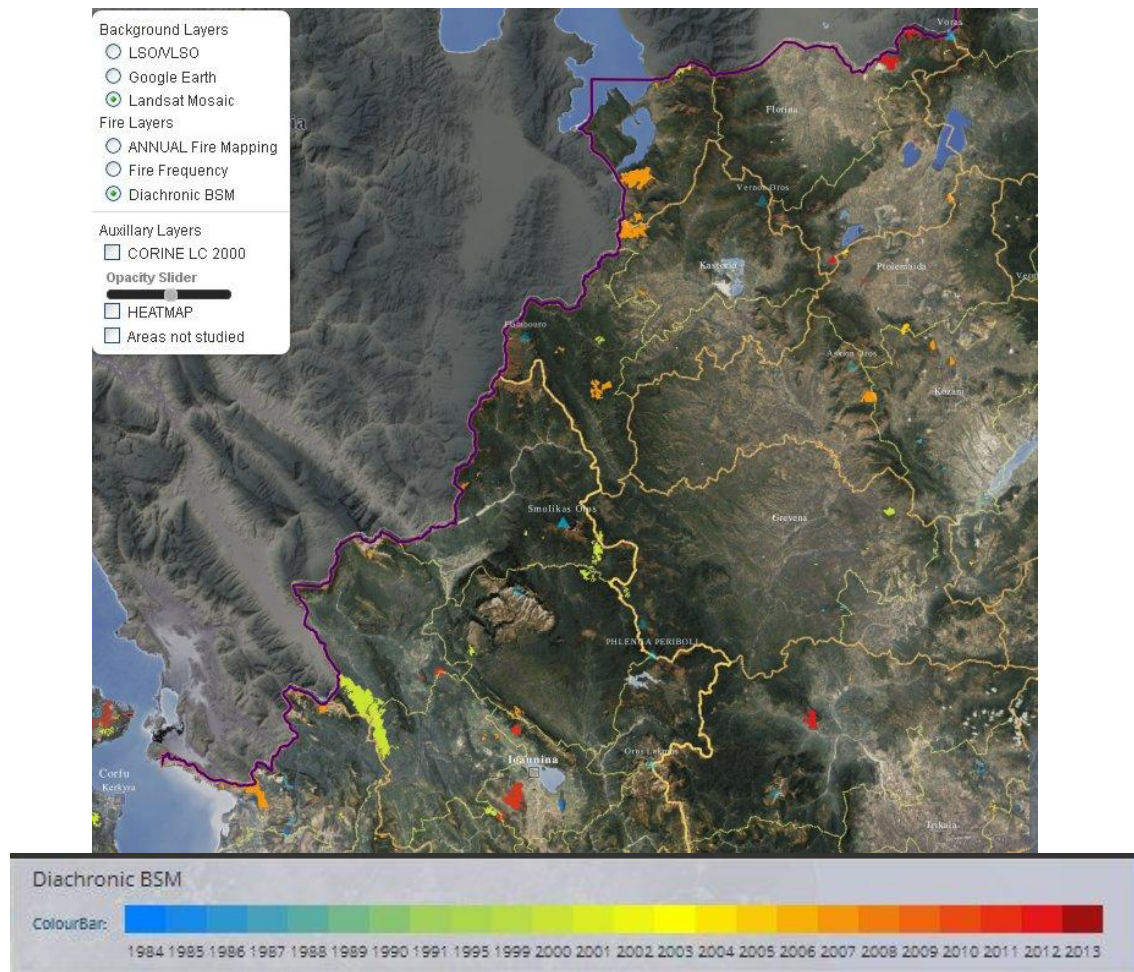 Background Layers
LSO/VLSO
Google Earth
Landsat Mosaic
Fire Layers
ANNUAL Fire Mapping
Fire Frequency
Diachronic BSM
Auxillary Layers
CORINE LC 2000
Opacity Slider
HEATMAP
Areas not studied
ia
Voras
Florina
Vernon Oros
Kastoria
Ptolemaida
Askion Oros
Kozani
Smolikas Oros
Grevena
PHLENGA PERIBOLI
Oros Lakmos
Ioannina
Corfu
Kerkyra
Trikala
Diachronic BSM
ColourBar:
1984 1985 1986 1987 1988 1989 1990 1991 1995 1999 2000 2001 2002 2003 2004 2005 2006 2007 2008 2009 2010 2011 2012 2013